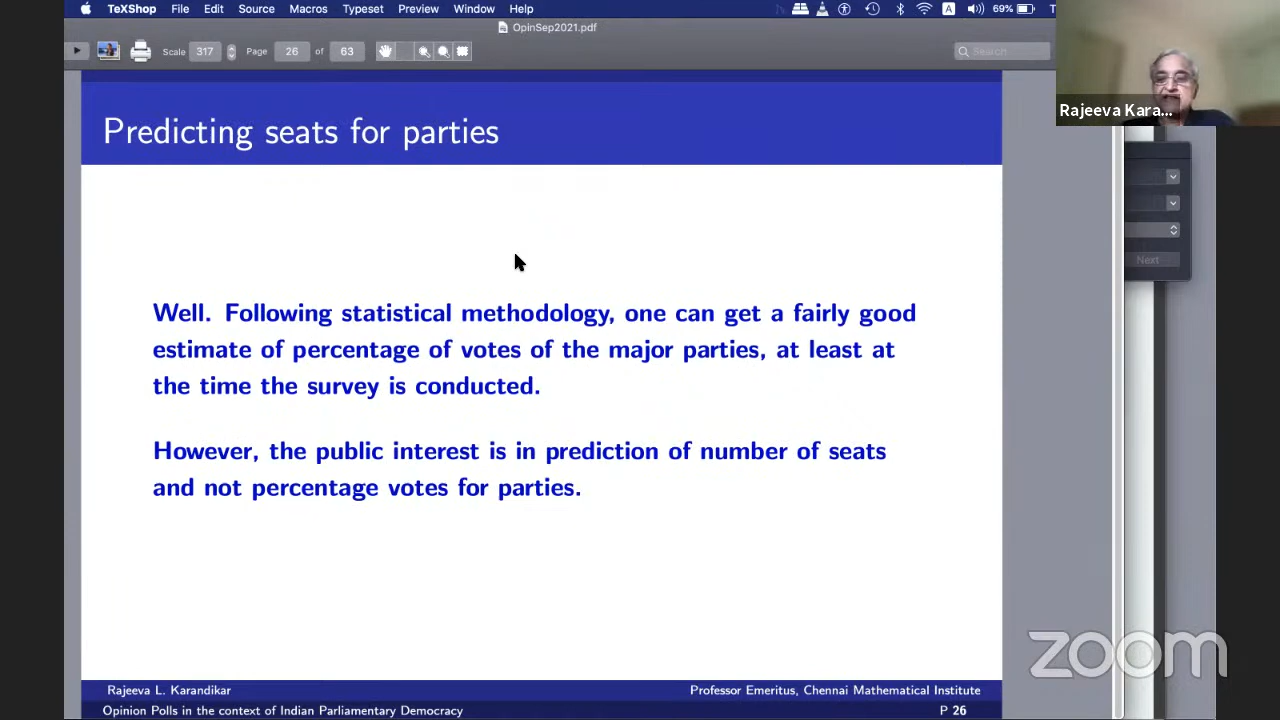 TeXShop File Edit Source Macros Typeset Preview Window Help A 69%
OpinSep2021.pdf
Scale 317 Page 26 of 63 Search
Rajeeva Kara...
Predicting seats for parties
Next
Well. Following statistical methodology, one can get a fairly good
estimate of percentage of votes of the major parties, at least at
the time the survey is conducted.
However, the public interest is in prediction of number of seats
and not percentage votes for parties.
zoom
Rajeeva L. Karandikar Professor Emeritus, Chennai Mathematical Institute
Opinion Polls in the context of Indian Parliamentary Democracy P 26